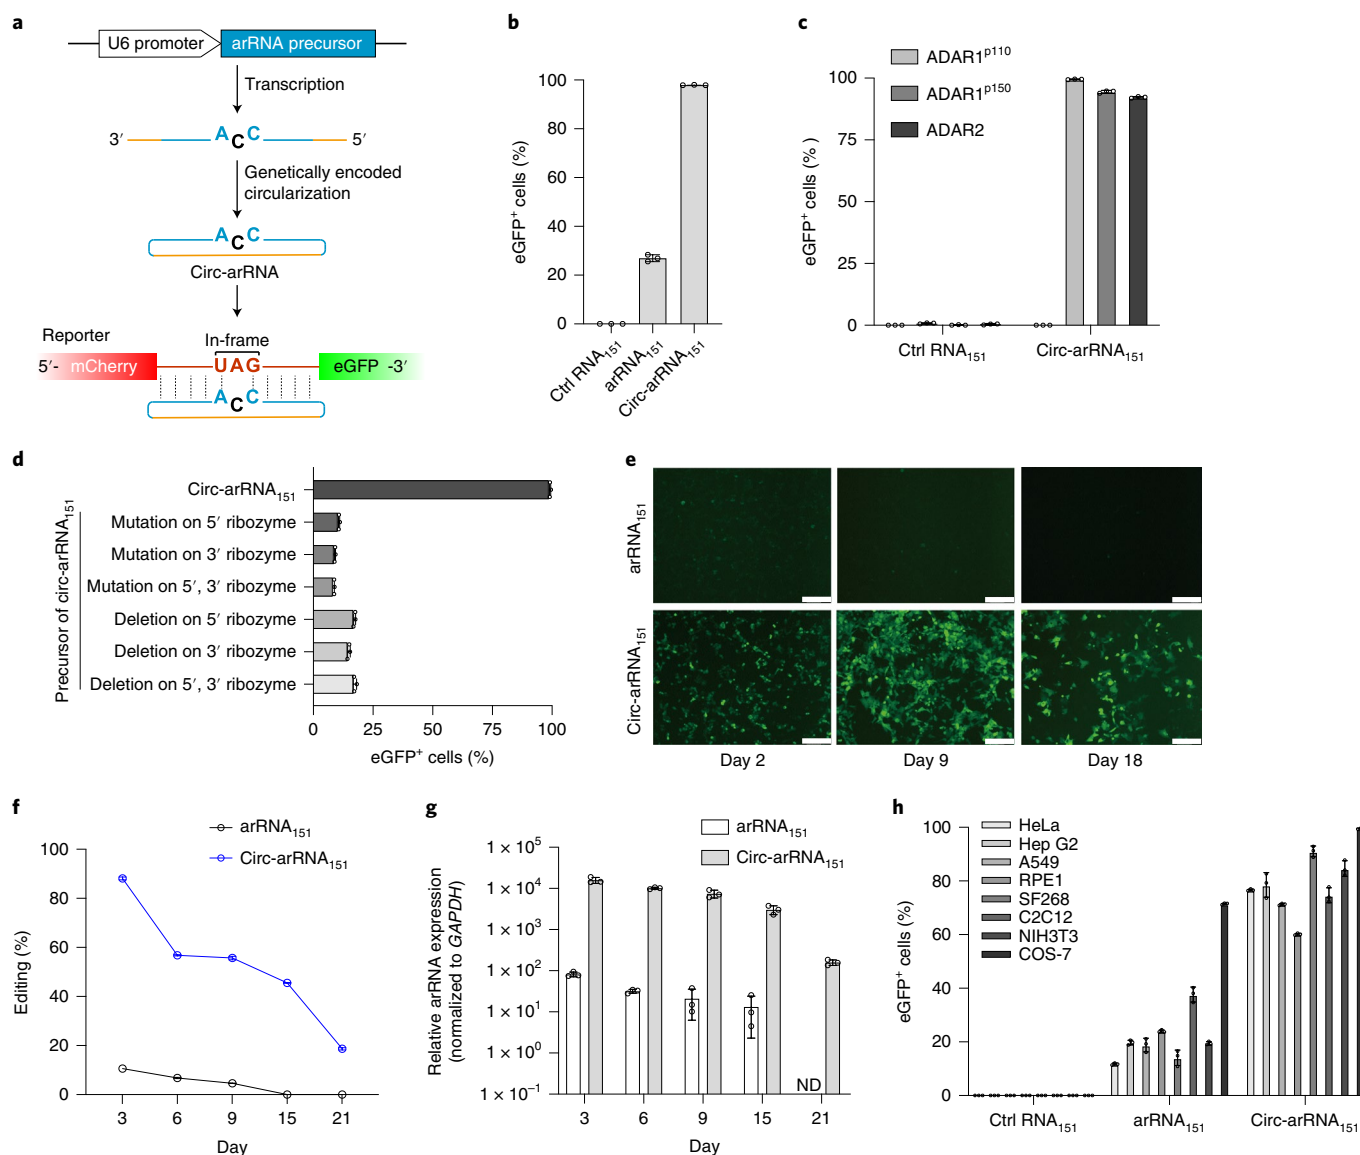 a
U6 promoter
arRNA precursor
Transcription
3′
A C C
5′
Genetically encoded
circularization
A C C
Circ-arRNA
Reporter
In-frame
5′- mCherry
UAG
eGFP -3′
A C C
b
eGFP⁺ cells (%)
100
80
60
40
20
0
Ctrl RNA₁₅₁
arRNA₁₅₁
Circ-arRNA₁₅₁
c
ADAR1ᵖ¹¹⁰
ADAR1ᵖ¹⁵⁰
ADAR2
eGFP⁺ cells (% )
100
75
50
25
0
Ctrl RNA₁₅₁
Circ-arRNA₁₅₁
d
Circ-arRNA₁₅₁
Precursor of circ-arRNA₁₅₁
Mutation on 5′ ribozyme
Mutation on 3′ ribozyme
Mutation on 5′, 3′ ribozyme
Deletion on 5′ ribozyme
Deletion on 3′ ribozyme
Deletion on 5′, 3′ ribozyme
0 25 50 75 100
eGFP⁺ cells (%)
e
arRNA₁₅₁
Circ-arRNA₁₅₁
Day 2
Day 9
Day 18
f
arRNA₁₅₁
Circ-arRNA₁₅₁
Editing (%)
100
80
60
40
20
0
3 6 9 15 21
Day
g
arRNA₁₅₁
Circ-arRNA₁₅₁
Relative arRNA expression
(normalized to GAPDH)
1 × 10⁵
1 × 10⁴
1 × 10³
1 × 10²
1 × 10¹
1 × 10⁰
1 × 10⁻¹
ND
3 6 9 15 21
Day
h
HeLa
Hep G2
A549
RPE1
SF268
C2C12
NIH3T3
COS-7
eGFP⁺ cells (%)
100
80
60
40
20
0
Ctrl RNA₁₅₁
arRNA₁₅₁
Circ-arRNA₁₅₁